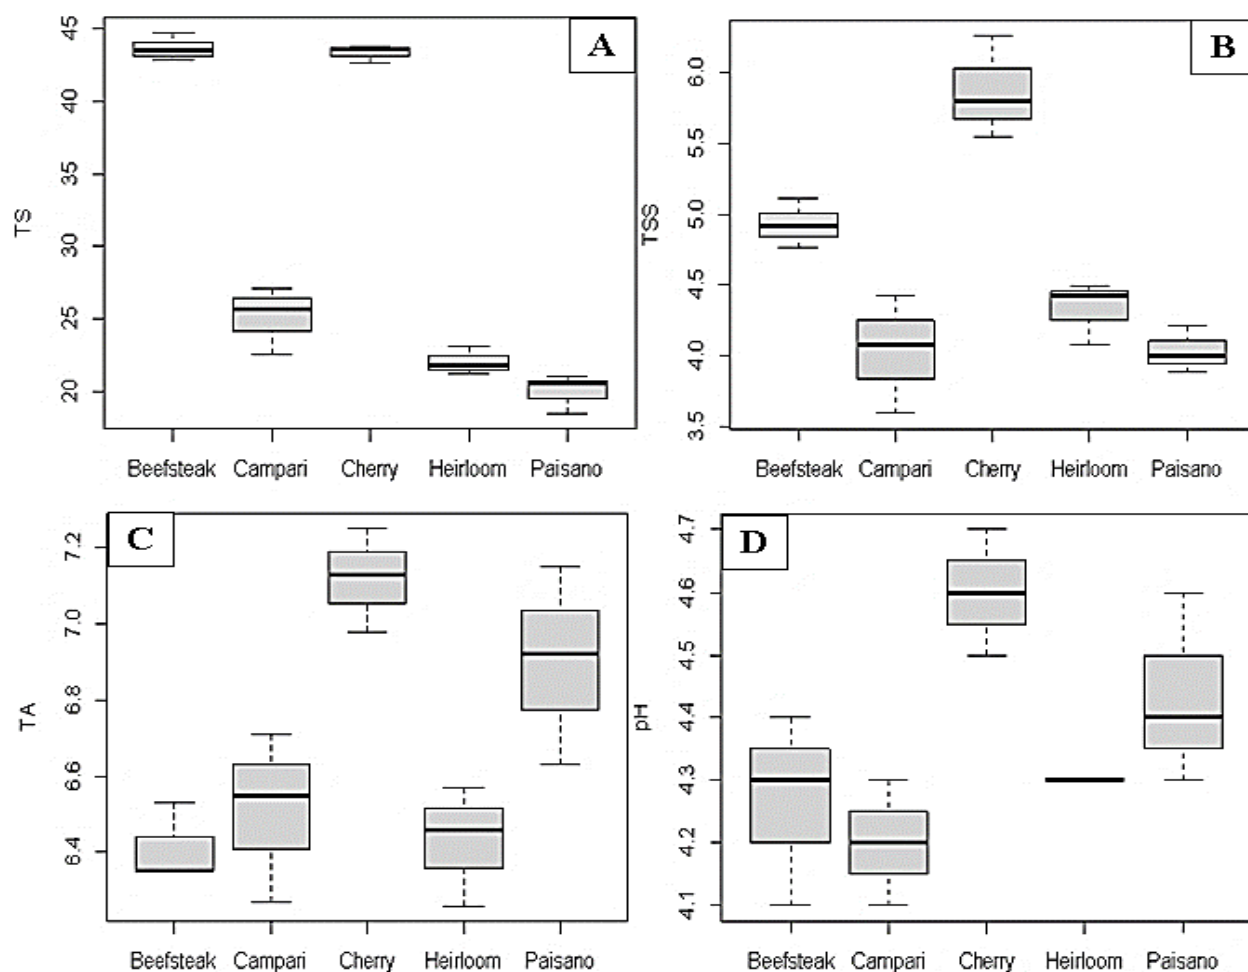 A
TS
45
40
35
30
25
20
Beefsteak Campari Cherry Heirloom Paisano
B
TSS
6.0
5.5
5.0
4.5
4.0
3.5
Beefsteak Campari Cherry Heirloom Paisano
C
TA
7.2
7.0
6.8
6.6
6.4
Beefsteak Campari Cherry Heirloom Paisano
D
pH
4.7
4.6
4.5
4.4
4.3
4.2
4.1
Beefsteak Campari Cherry Heirloom Paisano